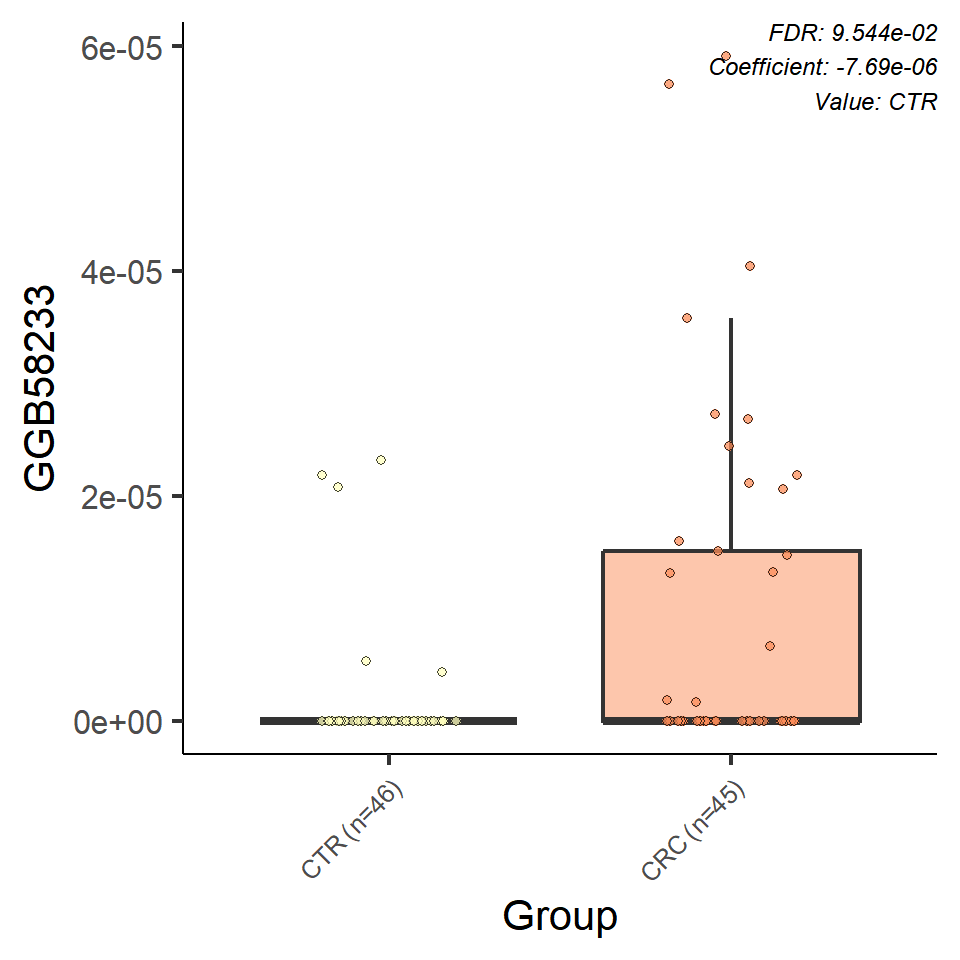 FDR: 9.544e-02
Coefficient: -7.69e-06
Value: CTR
6e-05
4e-05
2e-05
0e+00
GGB58233
CTR (n=46)
CRC (n=45)
Group